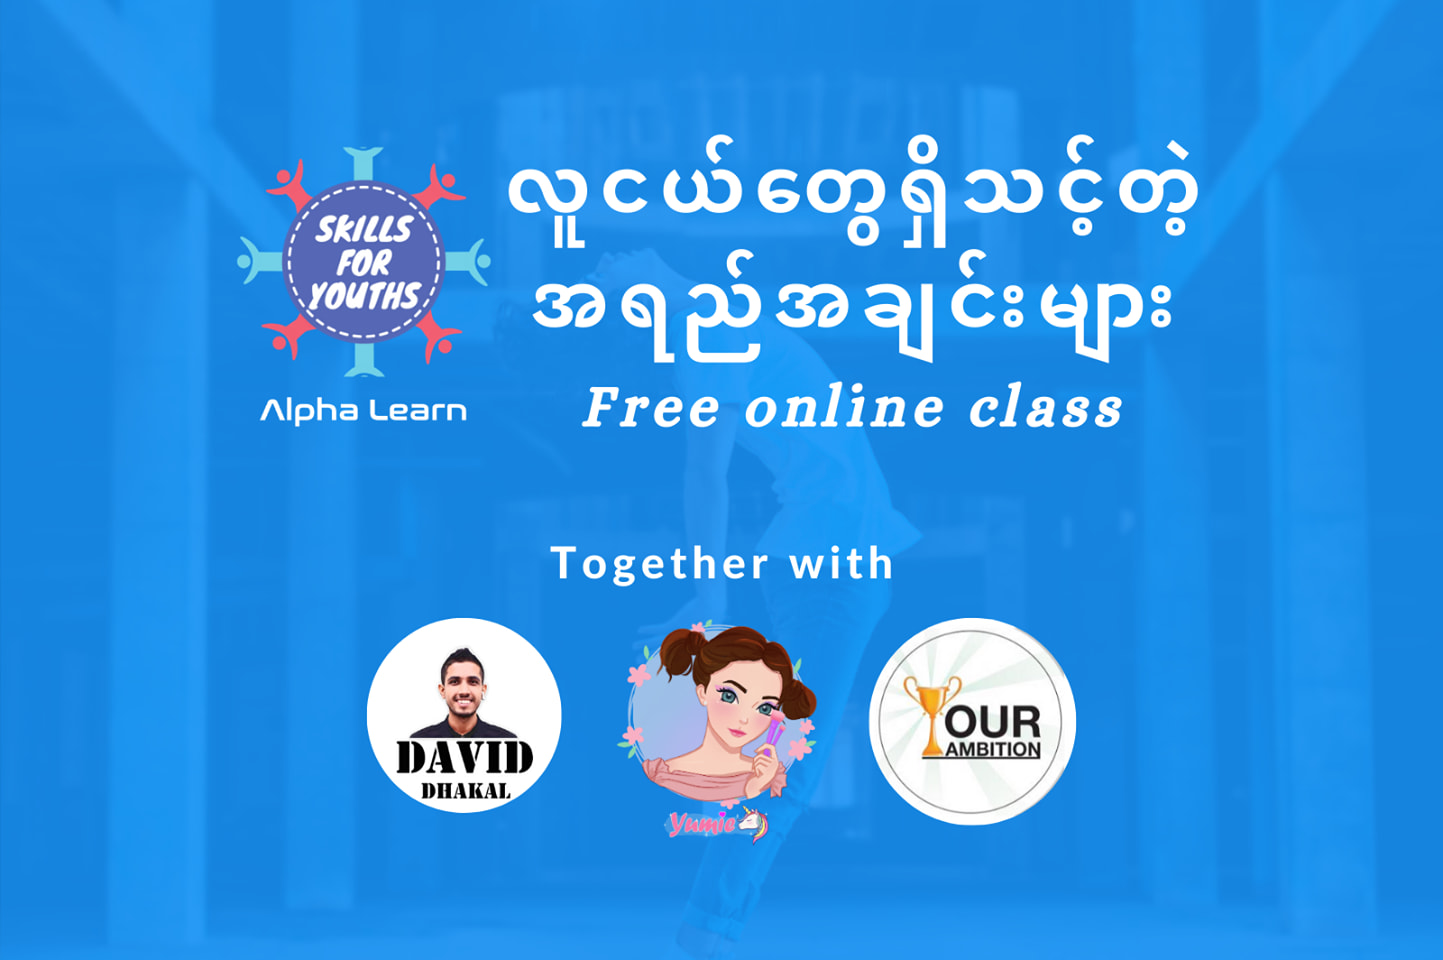 SKILLS
FOR
YOUTHS
Alpha Learn
လူငယ်တွေရှိသင့်တဲ့
အရည်အချင်းများ
Free online class
Together with
DAVID
DHAKAL
Yumie
YOUR
AMBITION